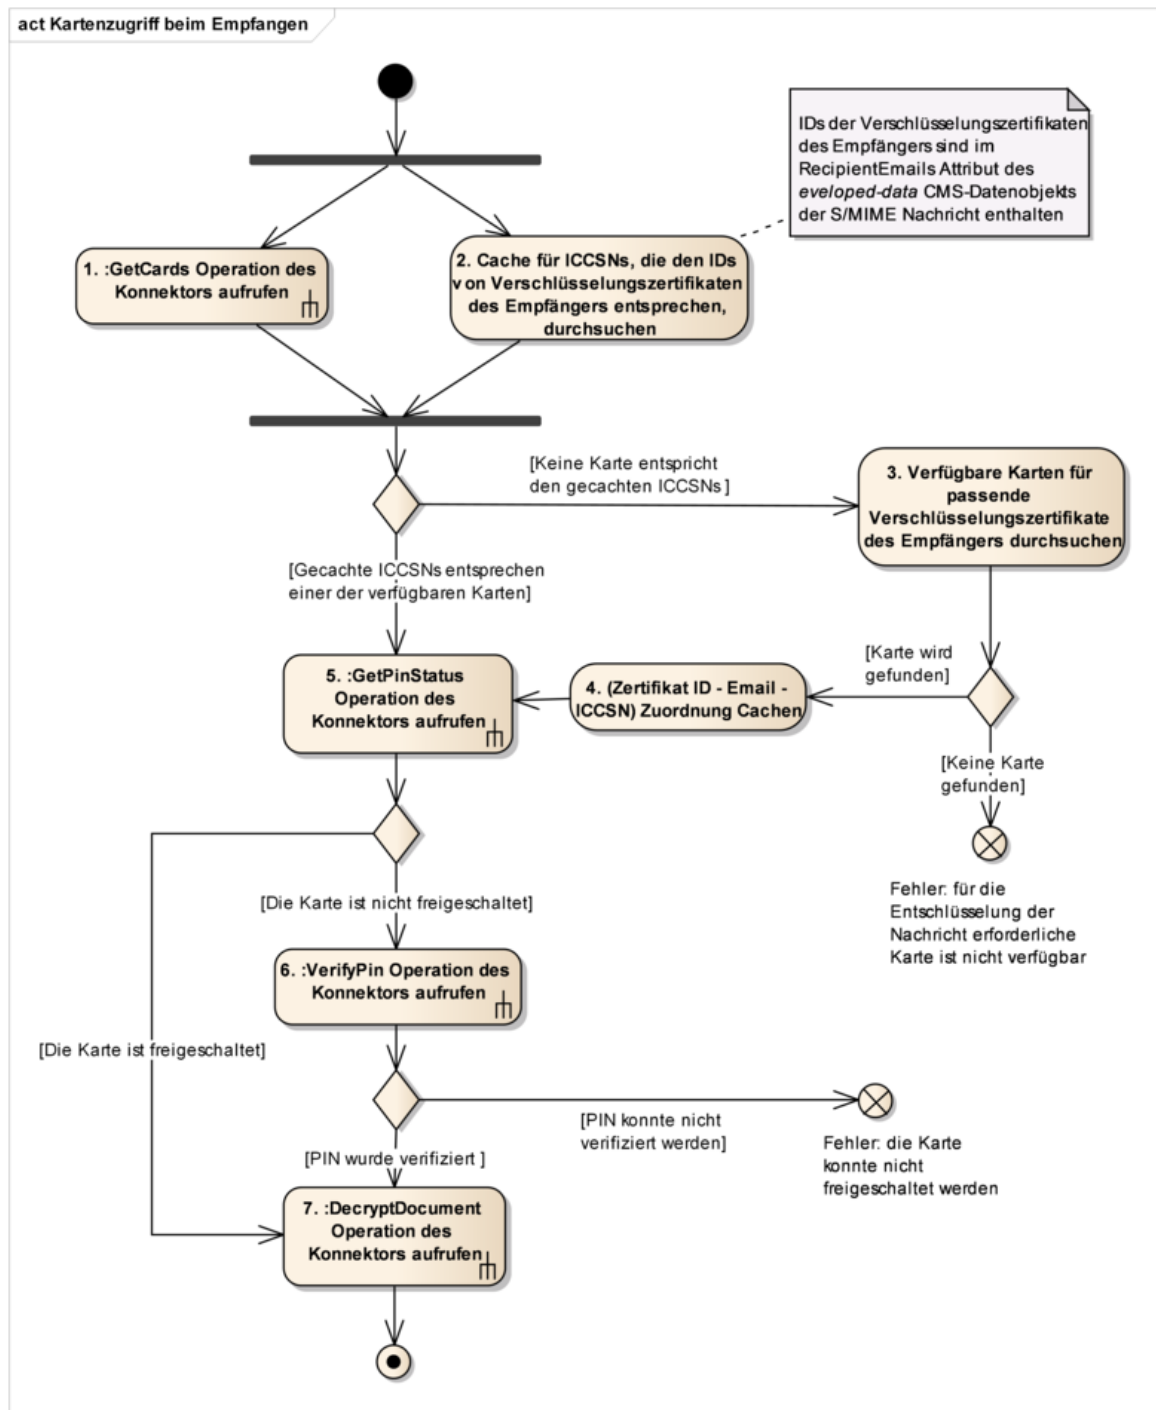 act Kartenzugriff beim Empfangen
IDs der Verschlüsselungszertifikaten
des Empfängers sind im
RecipientEmails Attribut des
eveloped-data CMS-Datenobjekts
der S/MIME Nachricht enthalten
1. :GetCards Operation des
Konnektors aufrufen
2. Cache für ICCSNs, die den IDs
von Verschlüsselungszertifikaten
des Empfängers entsprechen,
durchsuchen
[Keine Karte entspricht
den gecachten ICCSNs]
3. Verfügbare Karten für
passende
Verschlüsselungszertifikate
des Empfängers durchsuchen
[Gecachte ICCSNs entsprechen
einer der verfügbaren Karten]
[Karte wird
gefunden]
5. :GetPinStatus
Operation des
Konnektors aufrufen
4. (Zertifikat ID - Email -
ICCSN) Zuordnung Cachen
[Keine Karte
gefunden]
Fehler: für die
Entschlüsselung der
Nachricht erforderliche
Karte ist nicht verfügbar
[Die Karte ist nicht freigeschaltet]
6. :VerifyPin Operation des
Konnektors aufrufen
[Die Karte ist freigeschaltet]
[PIN konnte nicht
verifiziert werden]
Fehler: die Karte
konnte nicht
freigeschaltet werden
[PIN wurde verifiziert ]
7. :DecryptDocument
Operation des
Konnektors aufrufen